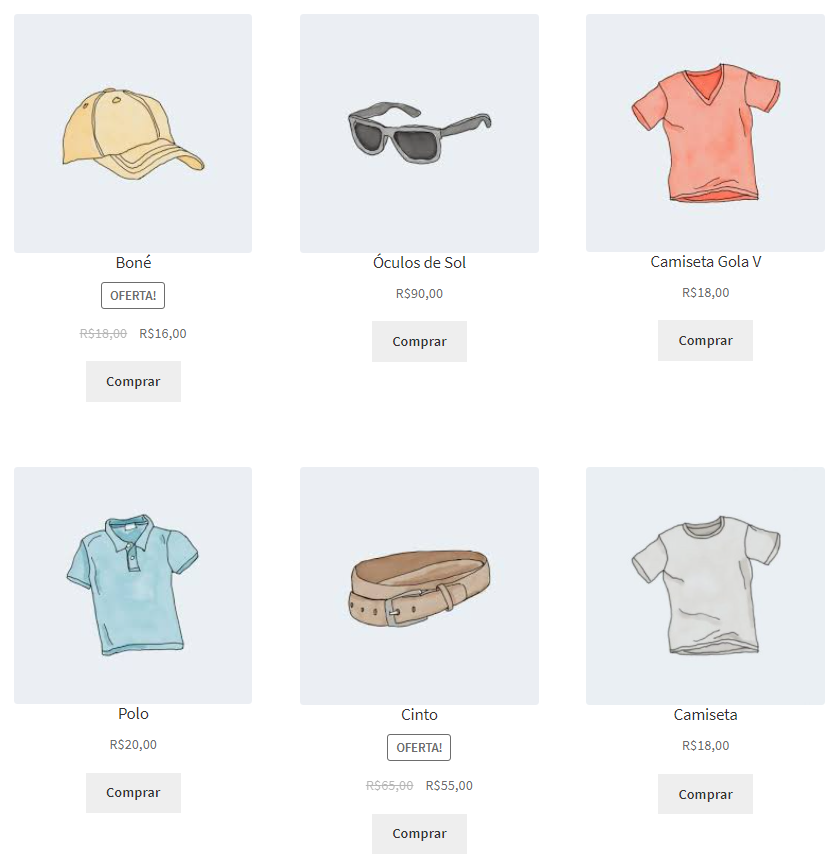 Boné
OFERTA!
R$18,00 R$16,00
Comprar
Óculos de Sol
R$90,00
Comprar
Camiseta Gola V
R$18,00
Comprar
Polo
R$20,00
Comprar
Cinto
OFERTA!
R$65,00 R$55,00
Comprar
Camiseta
R$18,00
Comprar